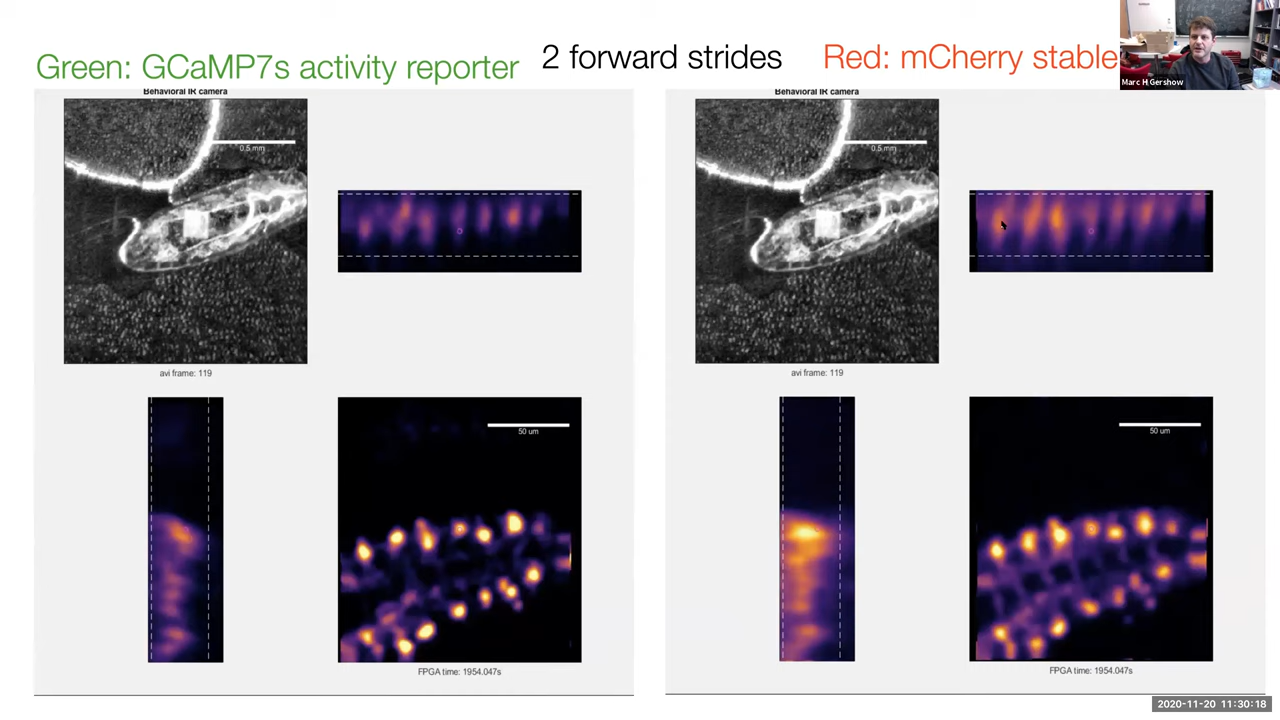 Green: GCaMP7s activity reporter
2 forward strides
Red: mCherry stable
Marc H Gershow
Behavioral IR camera
0.5 mm
avi frame: 119
50 um
FPGA time: 1954.047s
Behavioral IR camera
0.5 mm
avi frame: 119
50 um
FPGA time: 1954.047s
2020-11-20 11:30:18